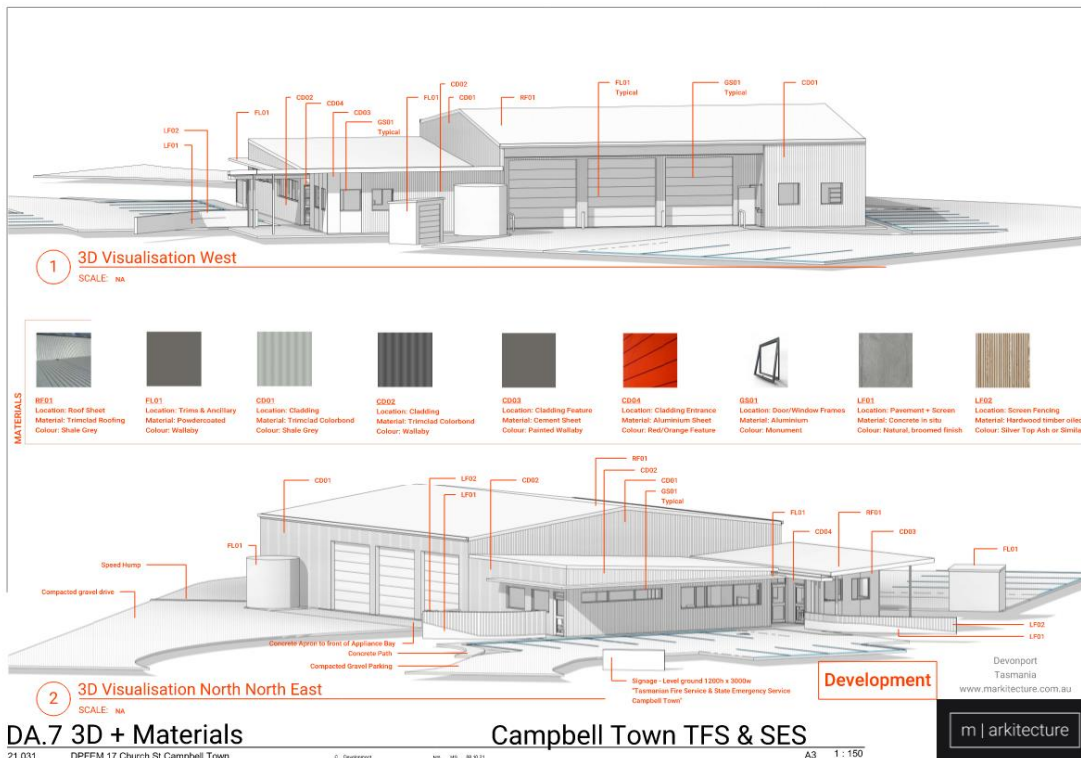 FL01
CD02
CD04
CD03
GS01
Typical
LF02
LF01
FL01
CD02
CD01
RF01
FL01
Typical
GS01
Typical
CD01
1
3D Visualisation West
SCALE: NA
MATERIALS
RF01
Location: Roof Sheet
Material: Trimclad Roofing
Colour: Shale Grey
FL01
Location: Trims & Ancillary
Material: Powdercoated
Colour: Walleby
CD01
Location: Cladding
Material: Trimclad Colorbond
Colour: Shale Grey
CD02
Location: Cladding
Material: Trimclad Colorbond
Colour: Wallaby
CD03
Location: Cladding Feature
Material: Cement Sheet
Colour: Painted Wallaby
CD04
Location: Cladding Entrance
Material: Aluminium Sheet
Colour: Red/Orange Feature
GS01
Location: Door/Window Frames
Material: Aluminium
Colour: Monument
LF01
Location: Pavement + Screen
Material: Concrete in situ
Colour: Natural, broomed finish
LF02
Location: Screen Fencing
Material: Hardwood timber oiled
Colour: Silver Top Ash or Simila
RF01
CD02
CD01
GS01
Typical
CD01
LF02
LF01
CD02
FL01
RF01
CD04
CD03
FL01
FL01
Speed Hump
Compacted gravel drive
Concrete Apron to front of Appliance Bay
Concrete Path
Compacted Gravel Parking
LF02
LF01
Signage - Level ground 1200h x 3000w
"Tasmanian Fire Service & State Emergency Service
Campbell Town"
2
3D Visualisation North North East
SCALE: NA
Development
Devonport
Tasmania
www.markitecture.com.au
m | arkitecture
DA.7 3D + Materials
Campbell Town TFS & SES
21.031 DPFEM 17 Church St Campbell Town
A3 1 : 150